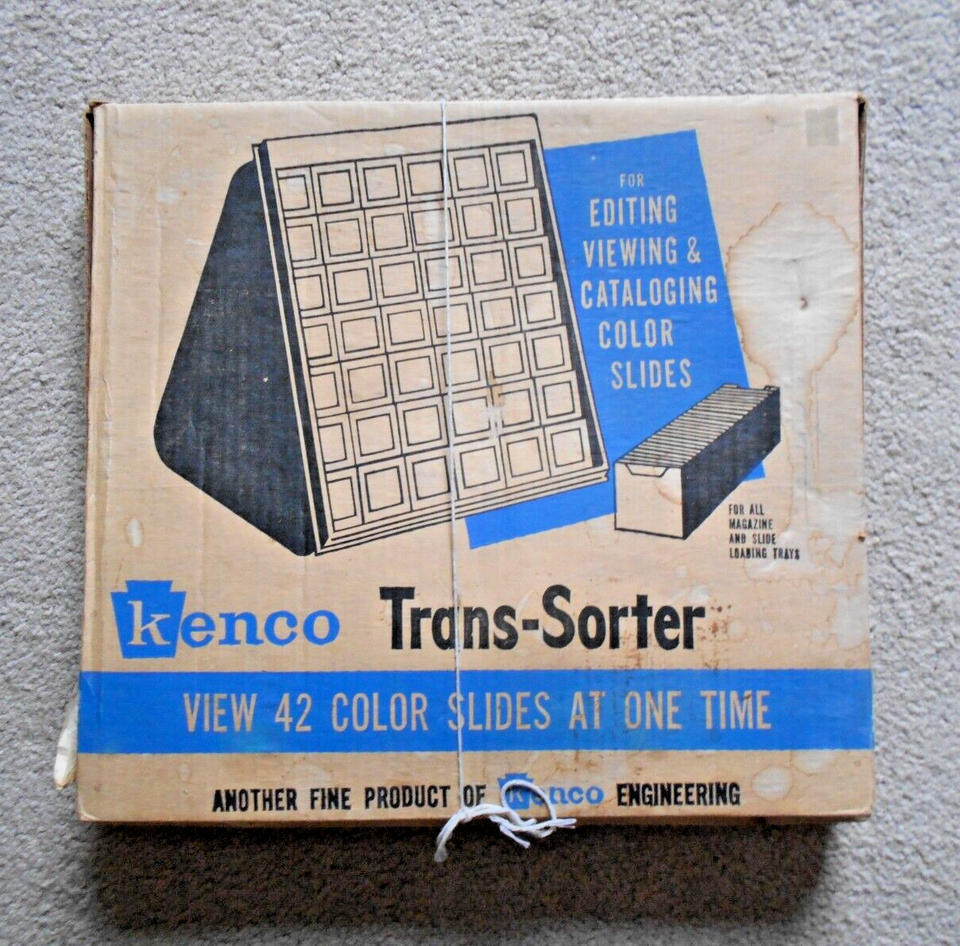 FOR
EDITING
VIEWING &
CATALOGING
COLOR
SLIDES
FOR ALL
MAGAZINE
AND SLIDE
LOADING TRAYS
kenco Trans-Sorter
VIEW 42 COLOR SLIDES AT ONE TIME
ANOTHER FINE PRODUCT OF kenco ENGINEERING